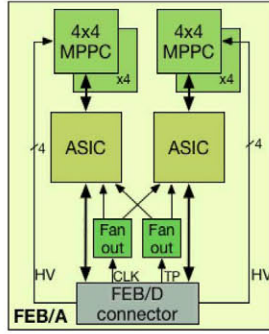 4x4
MPPC
x4
4x4
MPPC
x4
4
4
ASIC
ASIC
Fan
out
Fan
out
HV
CLK
TP
HV
FEB/A
FEB/D
connector